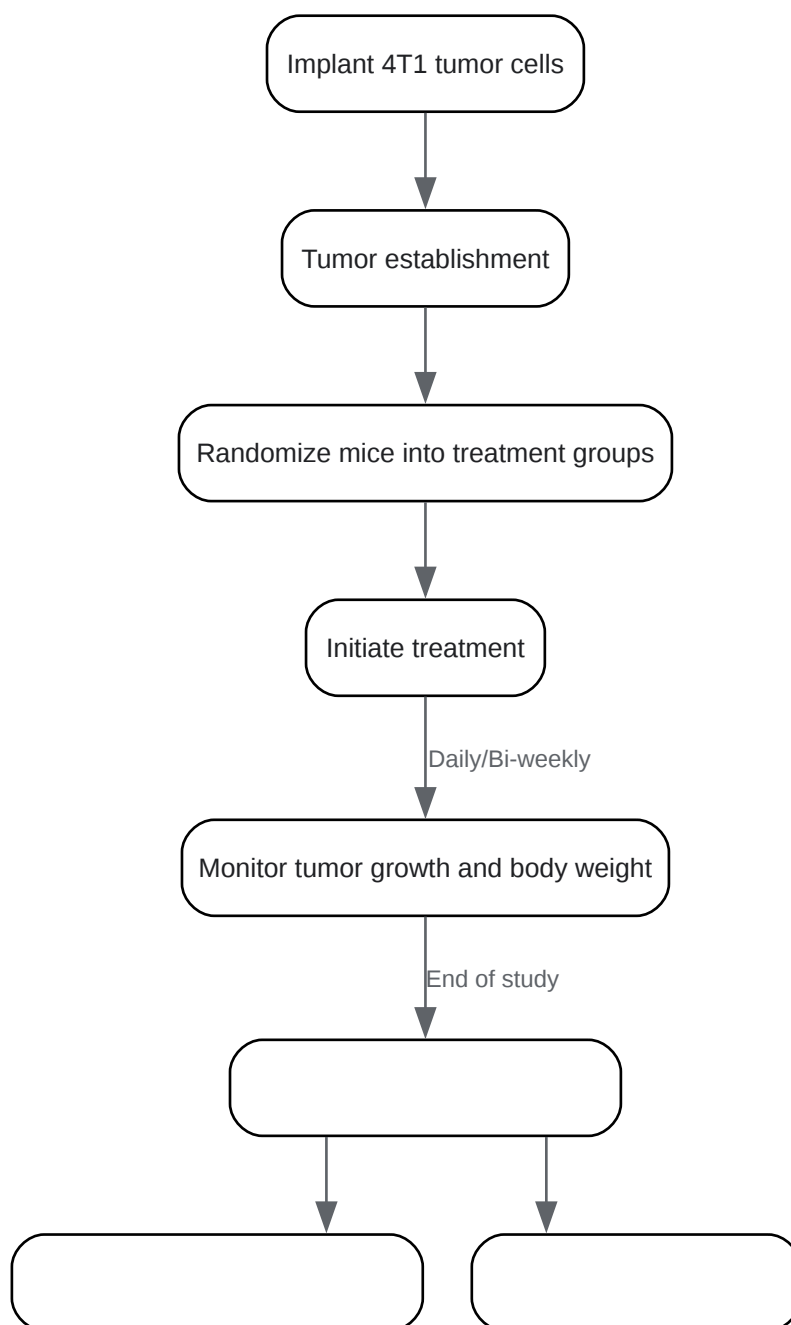 Implant 4T1 tumor cells
Tumor establishment
Randomize mice into treatment groups
Initiate treatment
Daily/Bi-weekly
Monitor tumor growth and body weight
End of study